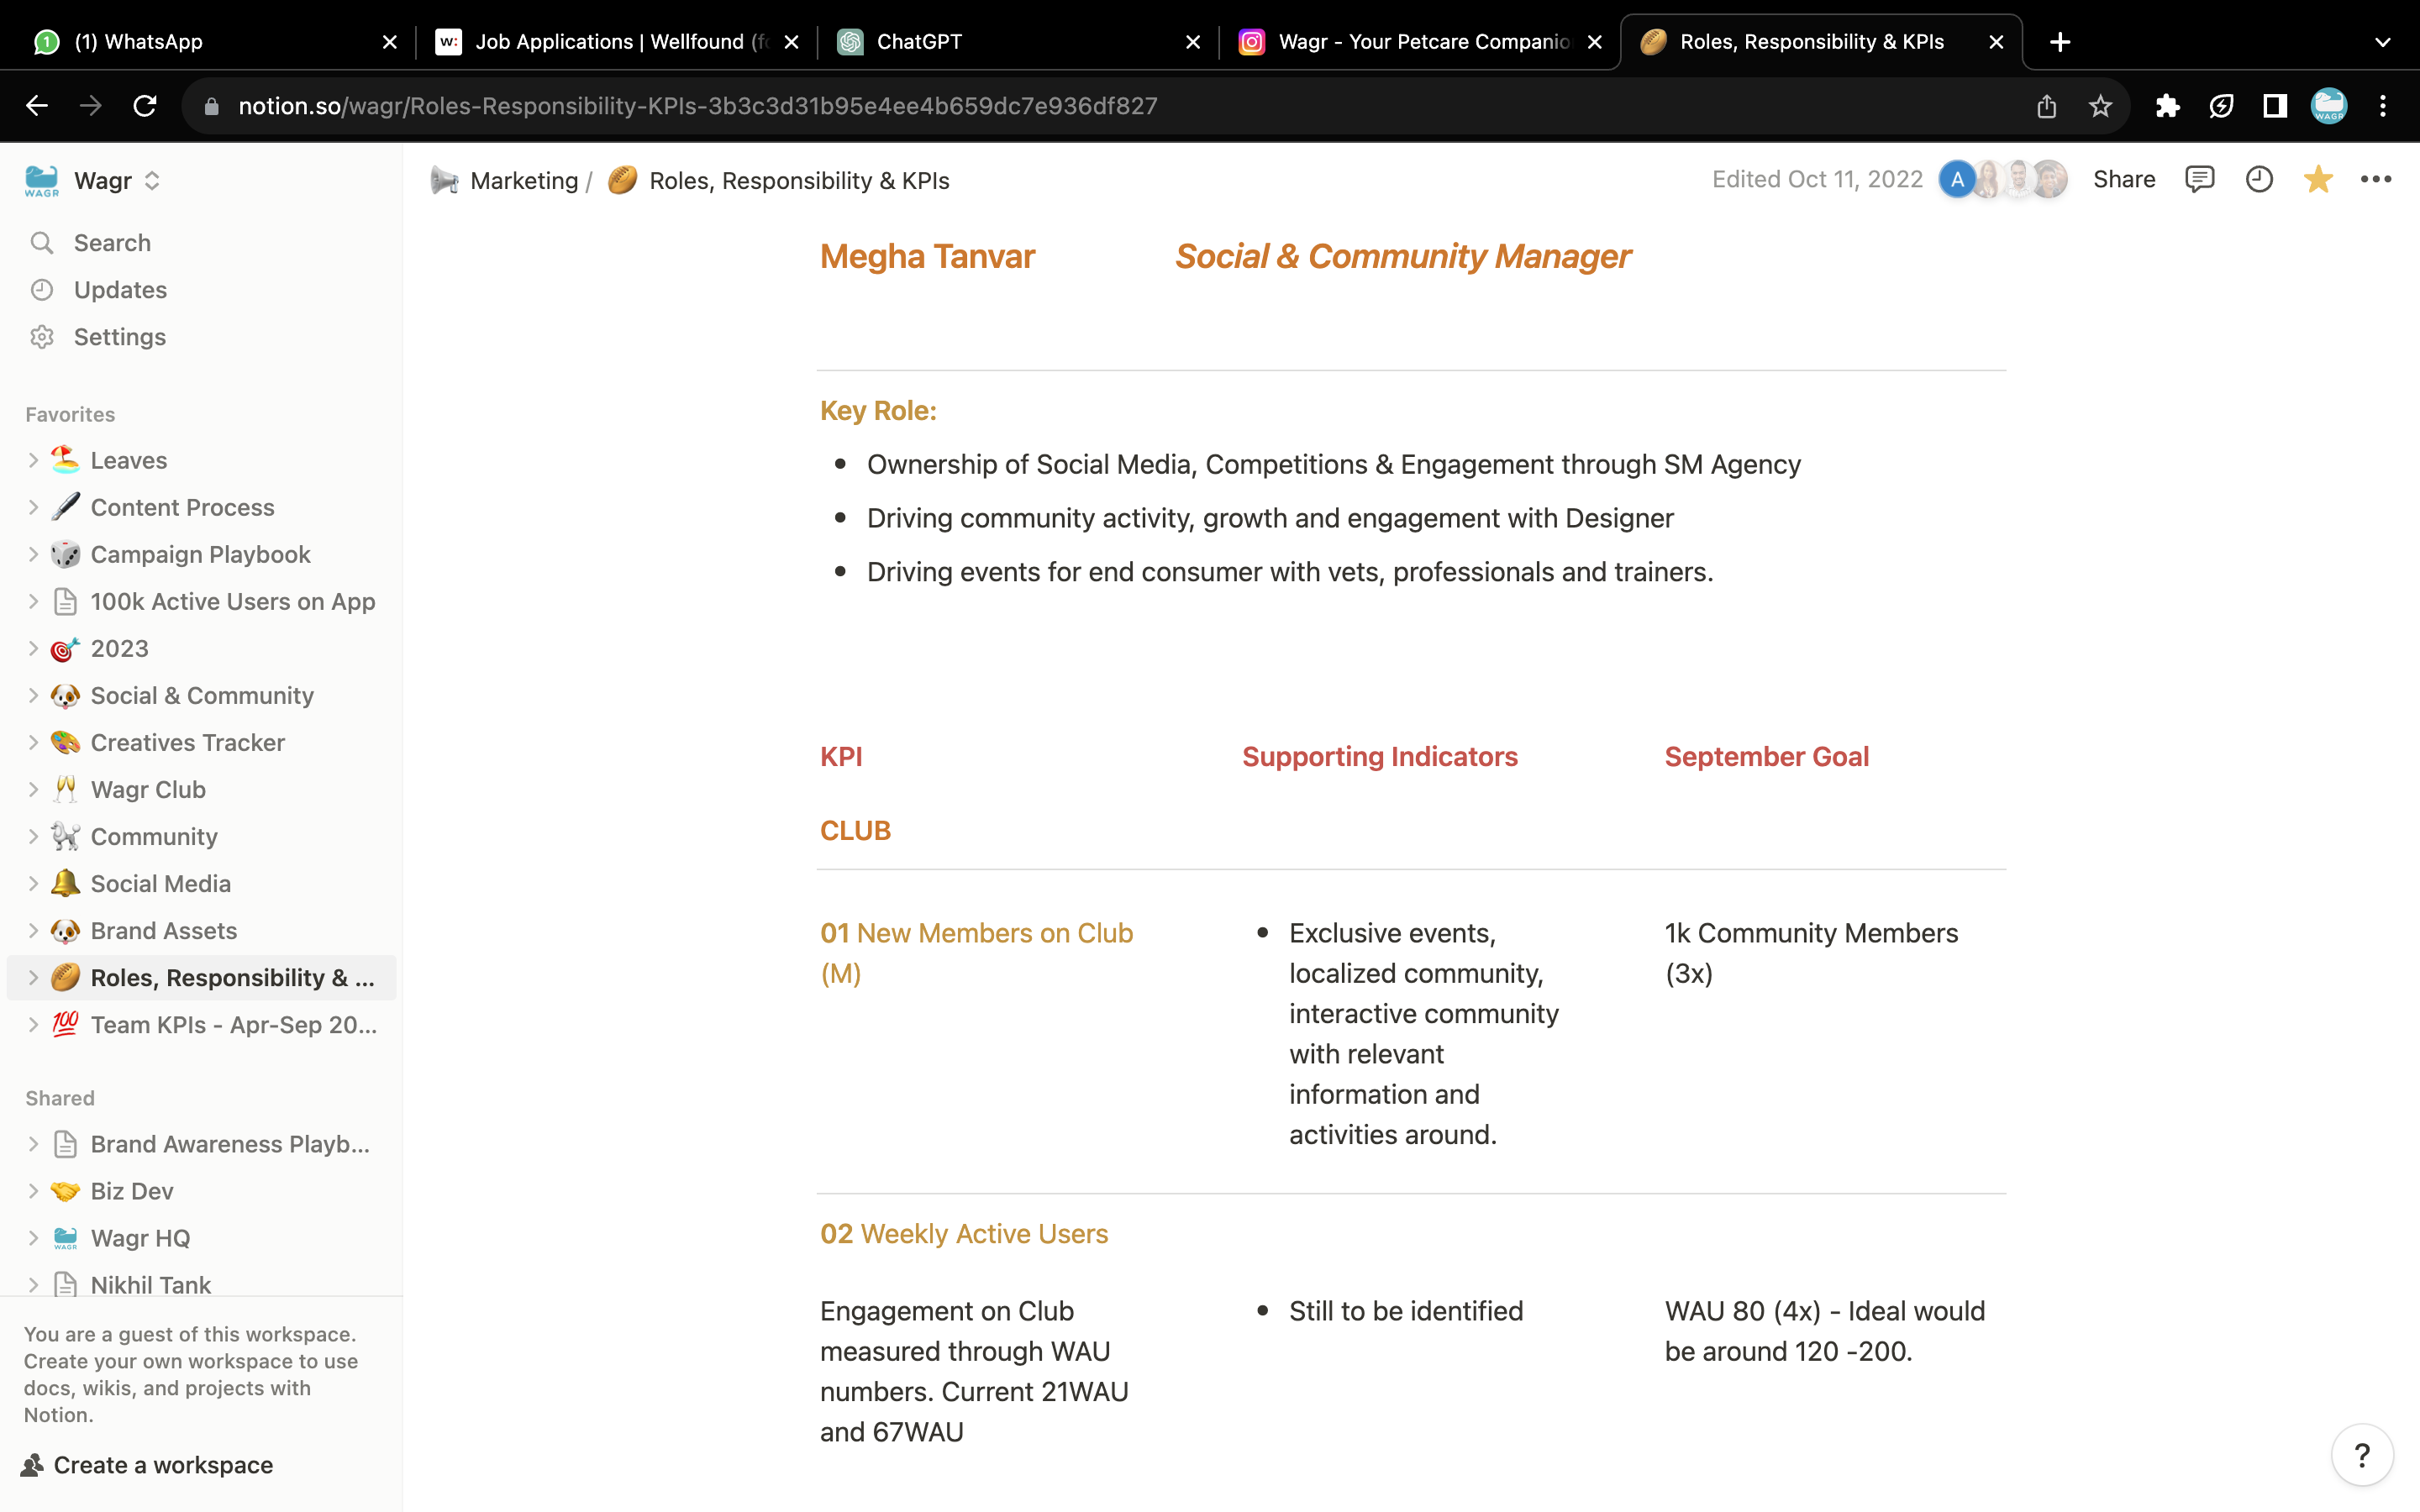 1
(1) WhatsApp
w:
Job Applications | Wellfound (fo
ChatGPT
Wagr - Your Petcare Companio
Roles, Responsibility & KPIs
notion.so/wagr/Roles-Responsibility-KPIs-3b3c3d31b95e4ee4b659dc7e936df827
WAGR
WAGR
Wagr
Marketing / Roles, Responsibility & KPIs
Edited Oct 11, 2022
A
Share
Search
Updates
Settings
Favorites
Leaves
Content Process
Campaign Playbook
100k Active Users on App
2023
Social & Community
Creatives Tracker
Wagr Club
Community
Social Media
Brand Assets
Roles, Responsibility & ...
100 Team KPIs - Apr-Sep 20...
Shared
Brand Awareness Playb...
Biz Dev
WAGR
Wagr HQ
Nikhil Tank
You are a guest of this workspace.
Create your own workspace to use
docs, wikis, and projects with
Notion.
Create a workspace
Megha Tanvar
Social & Community Manager
Key Role:
• Ownership of Social Media, Competitions & Engagement through SM Agency
• Driving community activity, growth and engagement with Designer
• Driving events for end consumer with vets, professionals and trainers.
KPI
Supporting Indicators
September Goal
CLUB
01 New Members on Club
(M)
• Exclusive events,
localized community,
interactive community
with relevant
information and
activities around.
1k Community Members
(3x)
02 Weekly Active Users
Engagement on Club
measured through WAU
numbers. Current 21WAU
and 67WAU
• Still to be identified
WAU 80 (4x) - Ideal would
be around 120 -200.
?